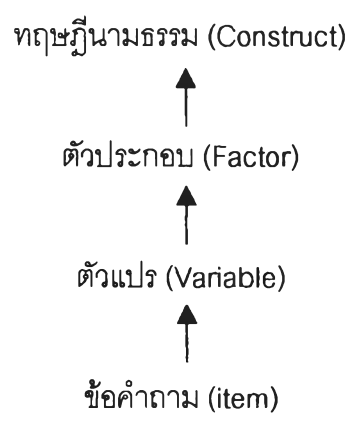 ทฤษฎีนามธรรม (Construct)
ตัวประกอบ (Factor)
ตัวแปร (Variable)
ข้อคำถาม (item)